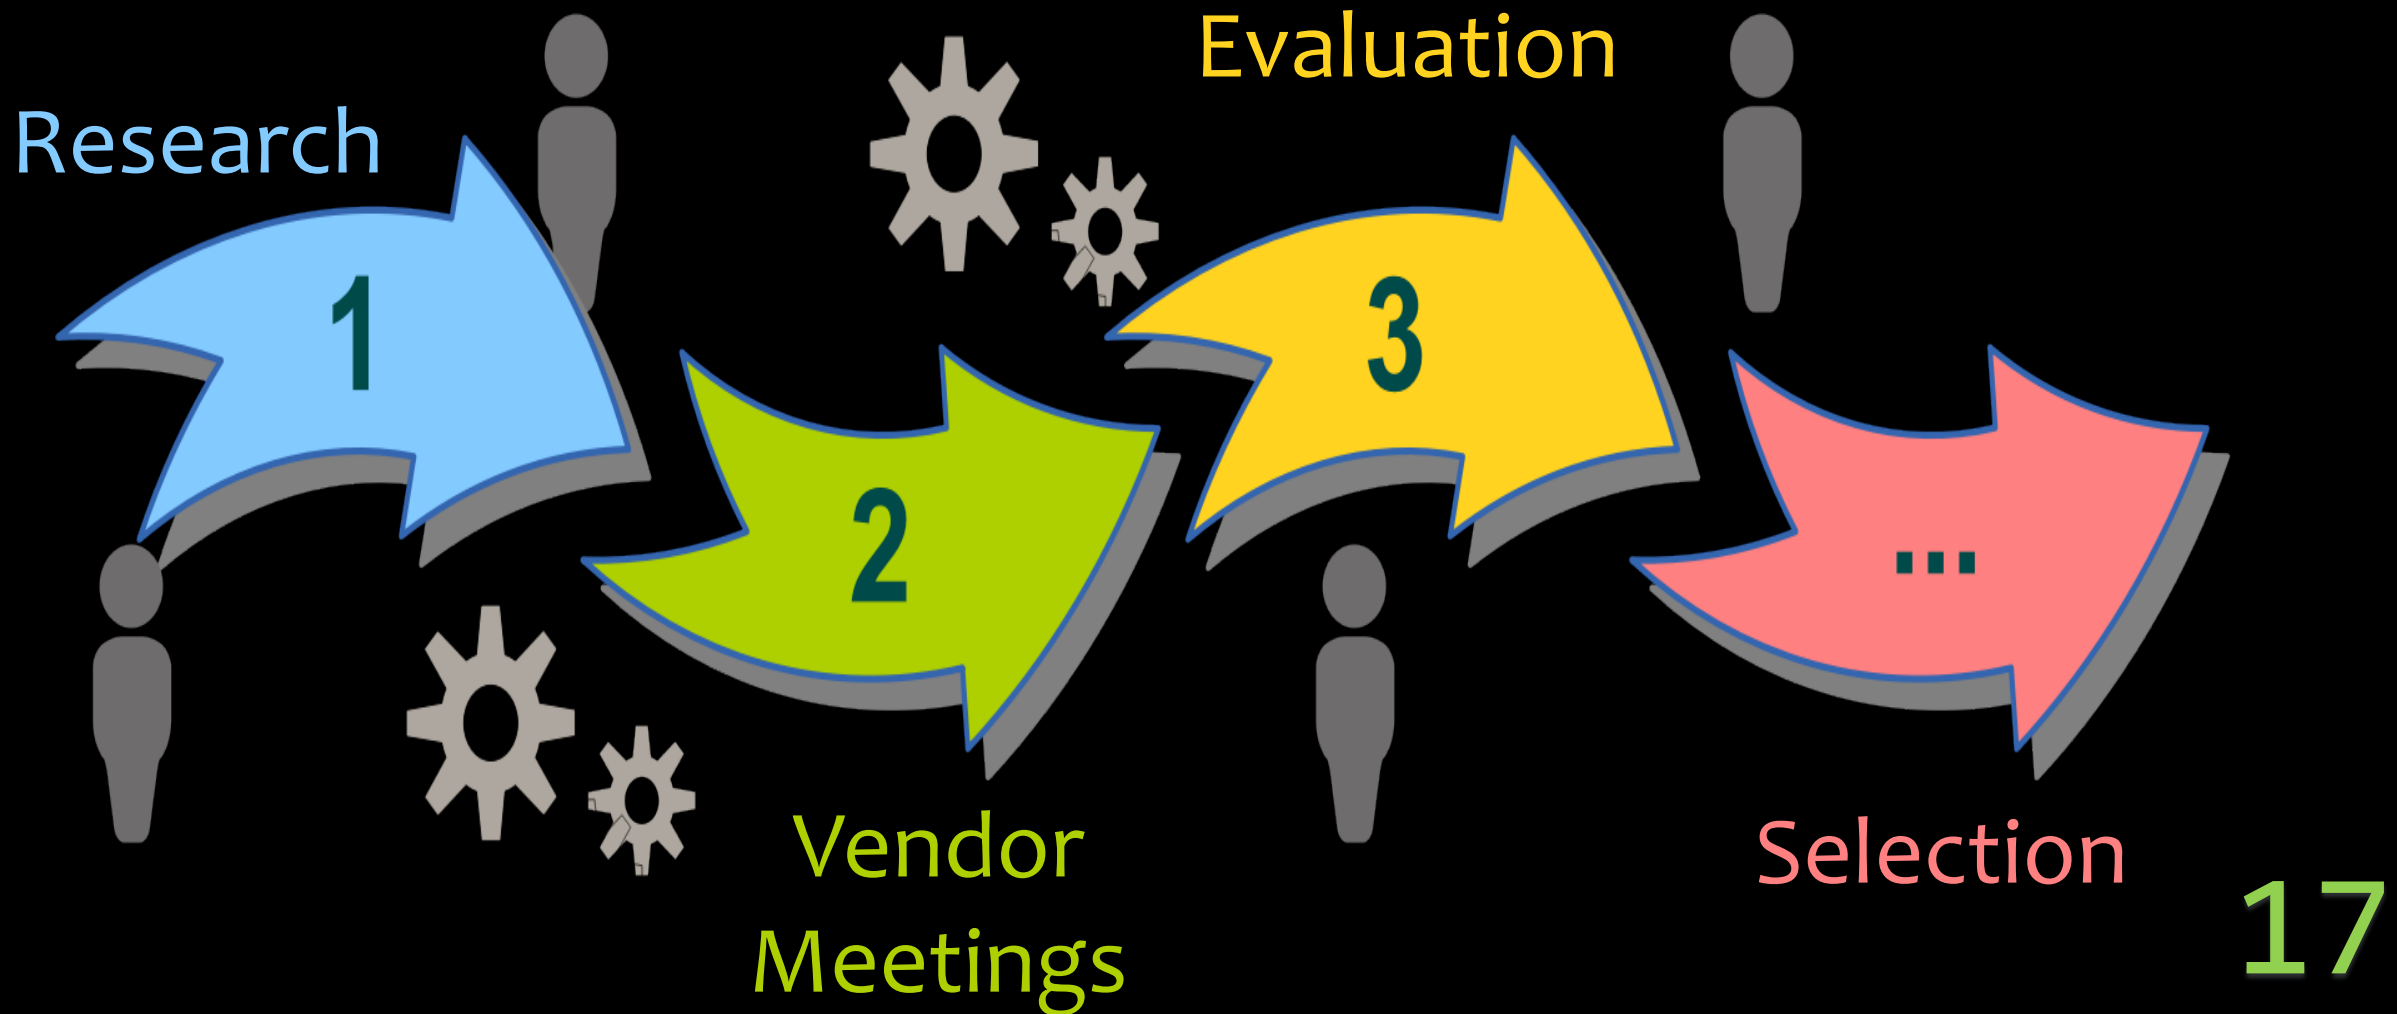 Research
1
2
Vendor
Meetings
Evaluation
3
...
Selection
17